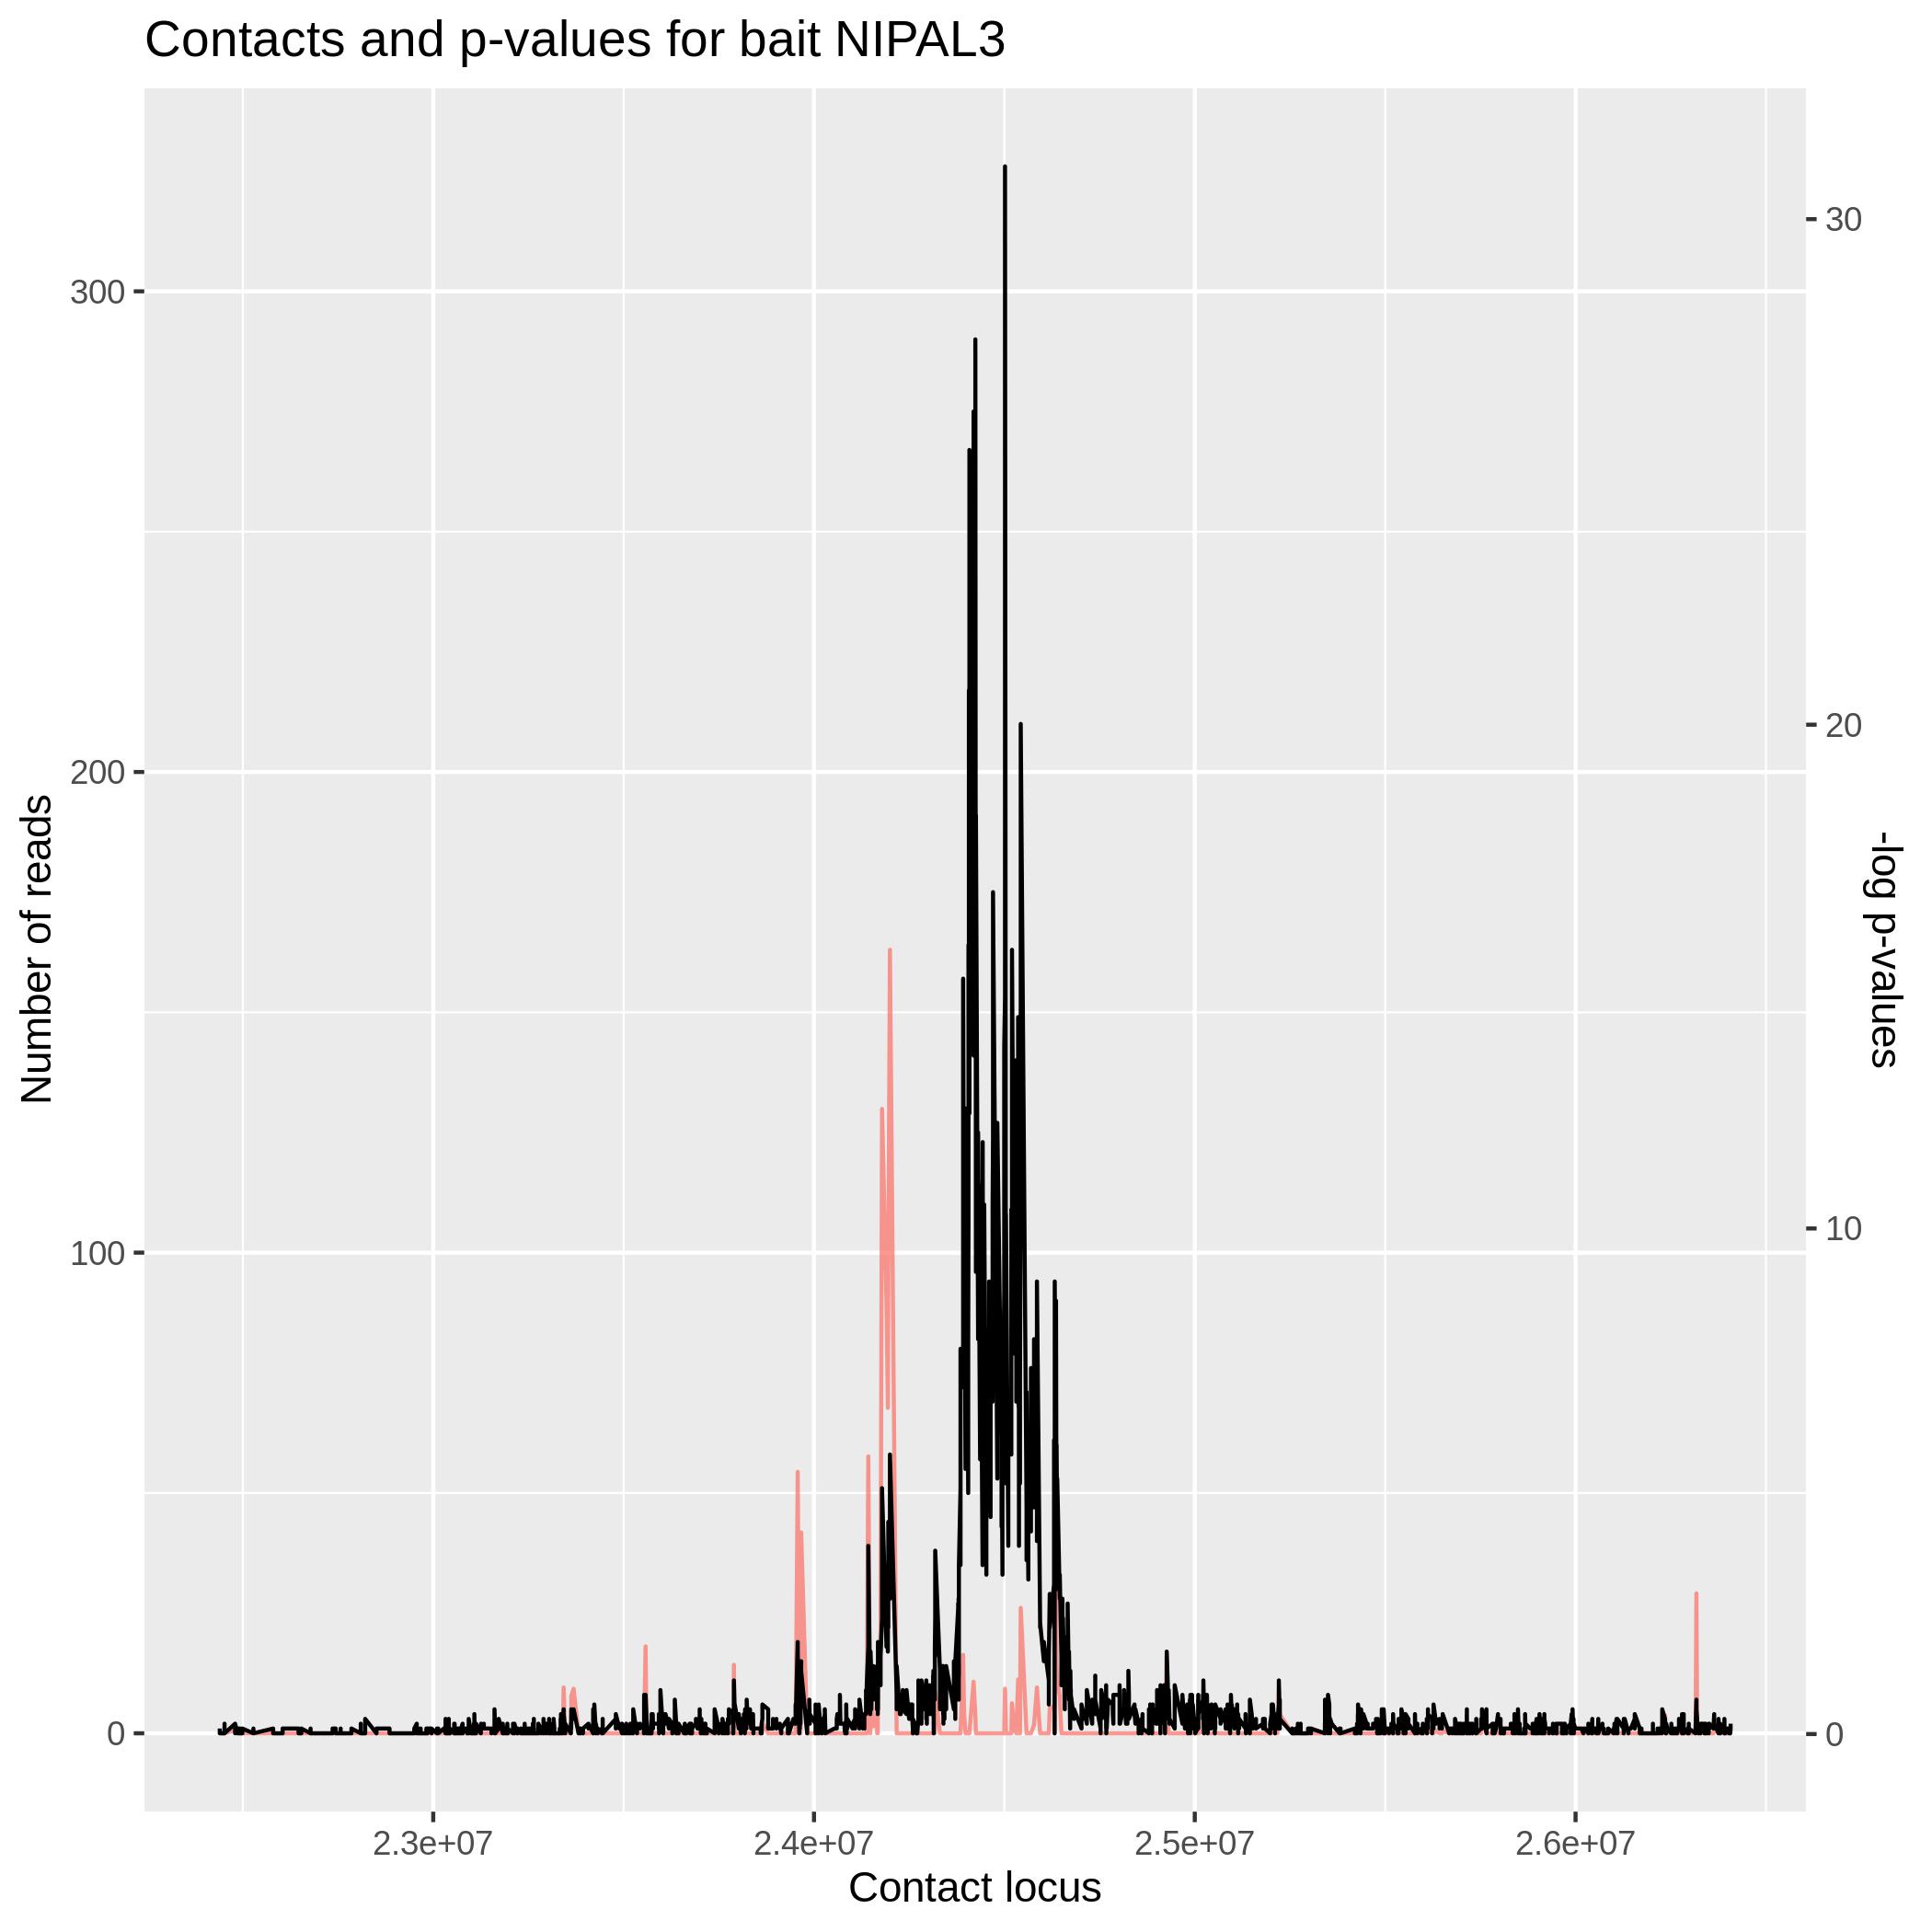 Contacts and p-values for bait NIPAL3
Number of reads
300
200
100
0
30
20
10
0
-log p-values
2.3e+07 2.4e+07 2.5e+07 2.6e+07
Contact locus